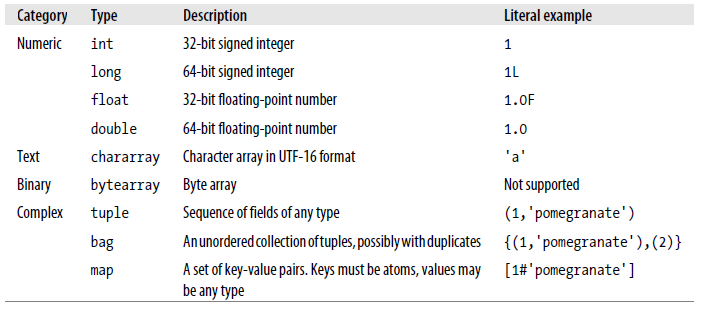 Category Type Description Literal example
Numeric int 32-bit signed integer 1
long 64-bit signed integer 1L
float 32-bit floating-point number 1.0F
double 64-bit floating-point number 1.0
Text chararray Character array in UTF-16 format 'a'
Binary bytearray Byte array Not supported
Complex tuple Sequence of fields of any type (1,'pomegranate')
bag An unordered collection of tuples, possibly with duplicates {(1,'pomegranate'),(2)}
map A set of key-value pairs. Keys must be atoms, values may [1#'pomegranate']
be any type